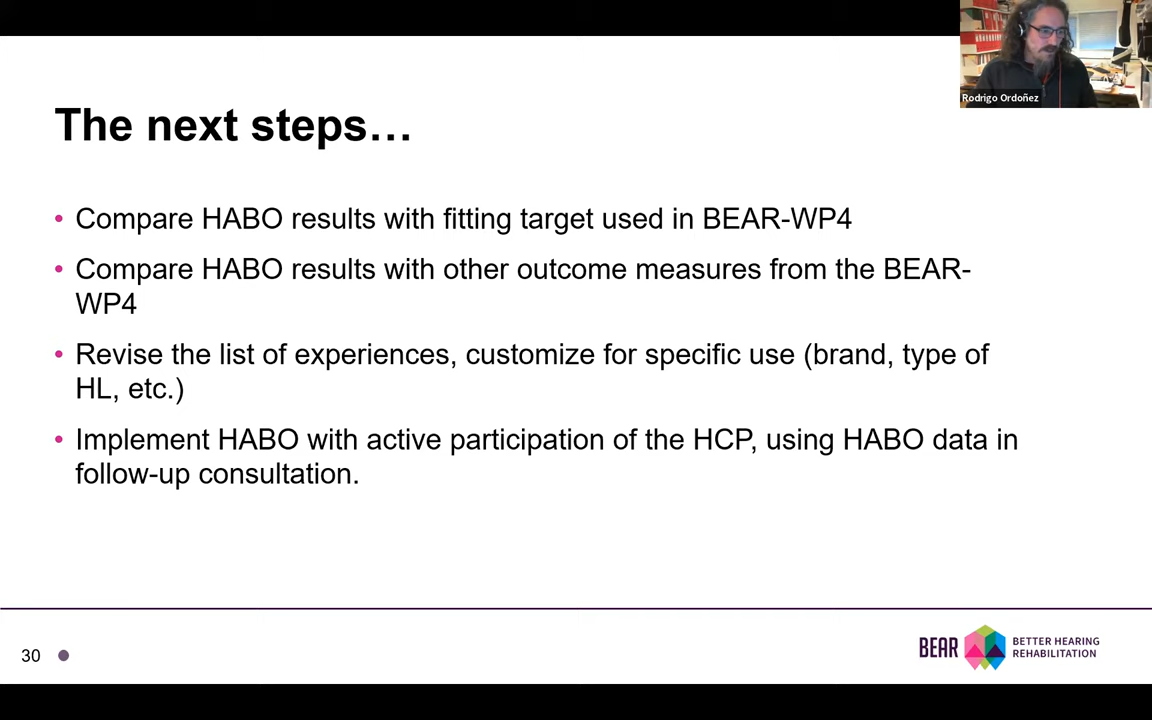 Rodrigo Ordoñez
The next steps…
• Compare HABO results with fitting target used in BEAR-WP4
• Compare HABO results with other outcome measures from the BEAR-
WP4
• Revise the list of experiences, customize for specific use (brand, type of
HL, etc.)
• Implement HABO with active participation of the HCP, using HABO data in
follow-up consultation.
30
BEAR
BETTER HEARING
REHABILITATION